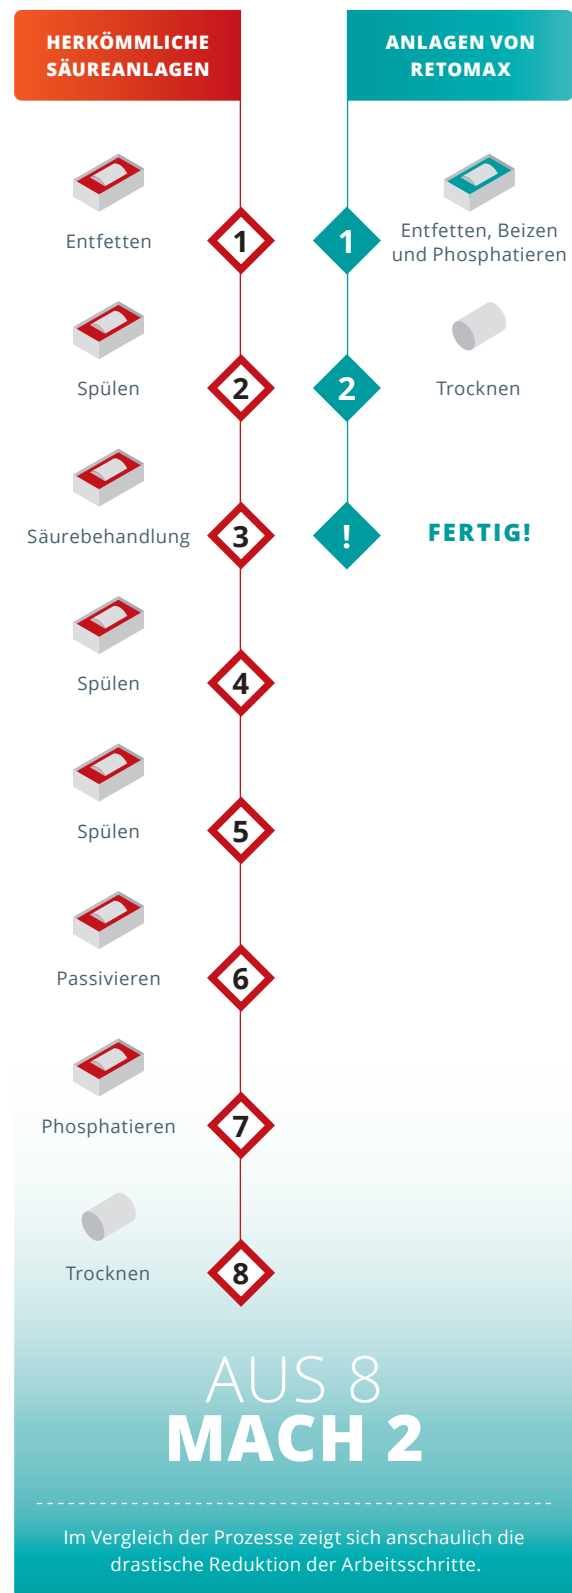 HERKÖMMLICHE
SÄUREANLAGEN
Entfetten
1
Spülen
2
Säurebehandlung
3
Spülen
4
Spülen
5
Passivieren
6
Phosphatieren
7
Trocknen
8
ANLAGEN VON
RETOMAX
1
Entfetten, Beizen
und Phosphatieren
2
Trocknen
!
FERTIG!
AUS 8
MACH 2
Im Vergleich der Prozesse zeigt sich anschaulich die
drastische Reduktion der Arbeitsschritte.